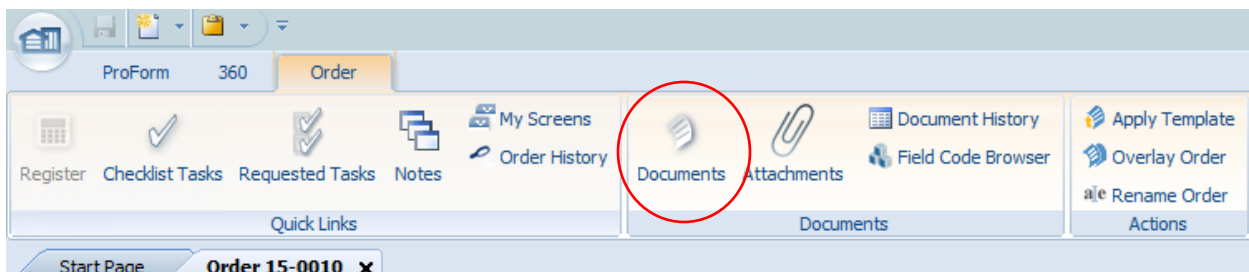 ProForm 360 Order
My Screens Document History Apply Template
Order History Field Code Browser Overlay Order
Register Checklist Tasks Requested Tasks Notes Documents Attachments
a|e Rename Order
Quick Links Documents Actions
Start Page Order 15-0010 x